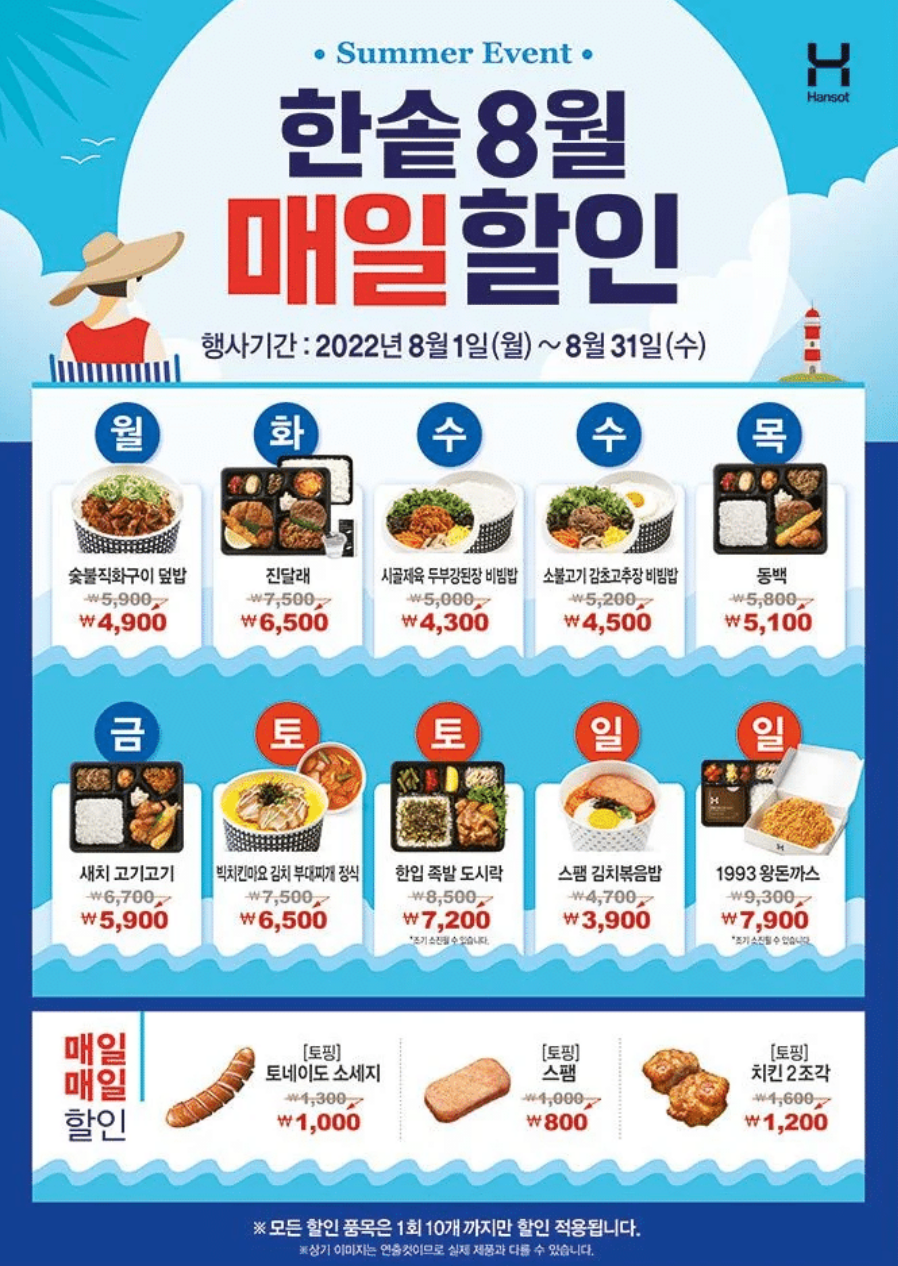 • Summer Event •
Hansot
한솥 8월
매일할인
행사기간 : 2022년 8월 1일(월) ~ 8월 31일(수)
월
숯불직화구이 덮밥
₩5,900
₩4,900
화
진달래
₩7,500
₩6,500
수
시골제육 두부강된장 비빔밥
₩5,000
₩4,300
수
소불고기 감초고추장 비빔밥
₩5,200
₩4,500
목
동백
₩5,800
₩5,100
금
새치 고기고기
₩6,700
₩5,900
토
빅치킨마요 김치 부대찌개 정식
₩7,500
₩6,500
토
한입 족발 도시락
₩8,500
₩7,200
*조기 소진될 수 있습니다.
일
스팸 김치볶음밥
₩4,700
₩3,900
일
1993 왕돈까스
₩9,300
₩7,900
*조기 소진될 수 있습니다.
매일
매일
할인
[토핑]
토네이도 소세지
₩1,300
₩1,000
[토핑]
스팸
₩1,000
₩800
[토핑]
치킨 2조각
₩1,600
₩1,200
※ 모든 할인 품목은 1회 10개 까지만 할인 적용됩니다.
※상기 이미지는 연출컷이므로 실제 제품과 다를 수 있습니다.